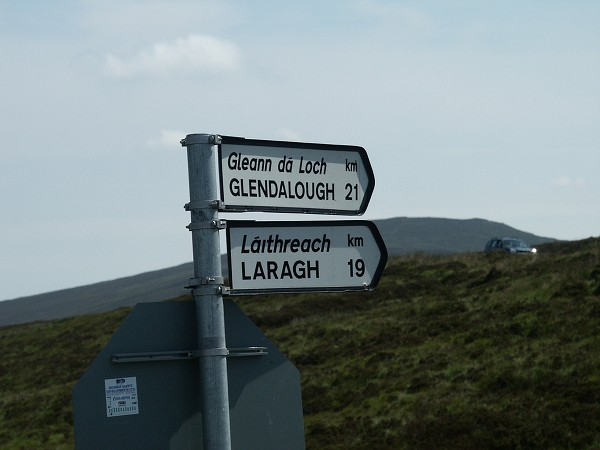 Gleann dá Loch km
GLENDALOUGH 21
Láithreach km
LARAGH 19